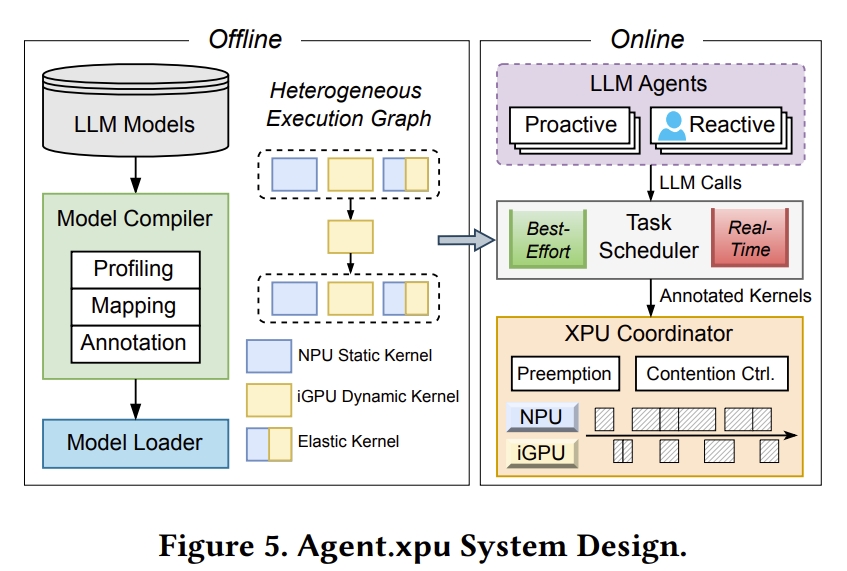 Offline
LLM Models
Model Compiler
Profiling
Mapping
Annotation
Model Loader
Heterogeneous
Execution Graph
NPU Static Kernel
iGPU Dynamic Kernel
Elastic Kernel
Online
LLM Agents
Proactive
Reactive
LLM Calls
Best-
Effort
Task
Scheduler
Real-
Time
Annotated Kernels
XPU Coordinator
Preemption
Contention Ctrl.
NPU
iGPU
Figure 5. Agent.xpu System Design.